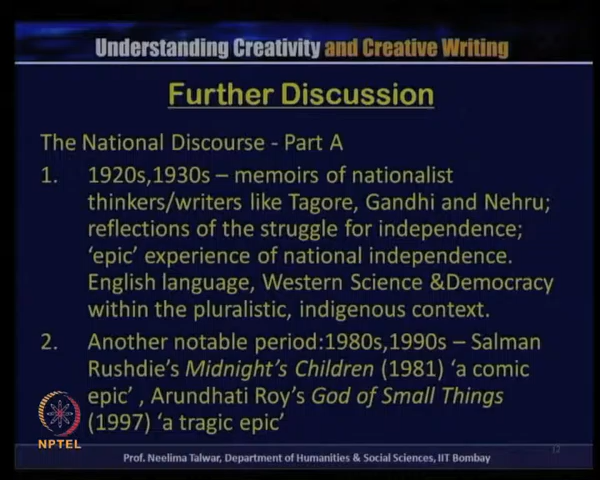 Understanding Creativity and Creative Writing
Further Discussion
The National Discourse - Part A
1. 1920s,1930s – memoirs of nationalist
thinkers/writers like Tagore, Gandhi and Nehru;
reflections of the struggle for independence;
‘epic’ experience of national independence.
English language, Western Science &Democracy
within the pluralistic, indigenous context.
2. Another notable period:1980s,1990s – Salman
Rushdie’s Midnight’s Children (1981) ‘a comic
epic’ , Arundhati Roy’s God of Small Things
(1997) ‘a tragic epic’
NPTEL
Prof. Neelima Talwar, Department of Humanities & Social Sciences, IIT Bombay